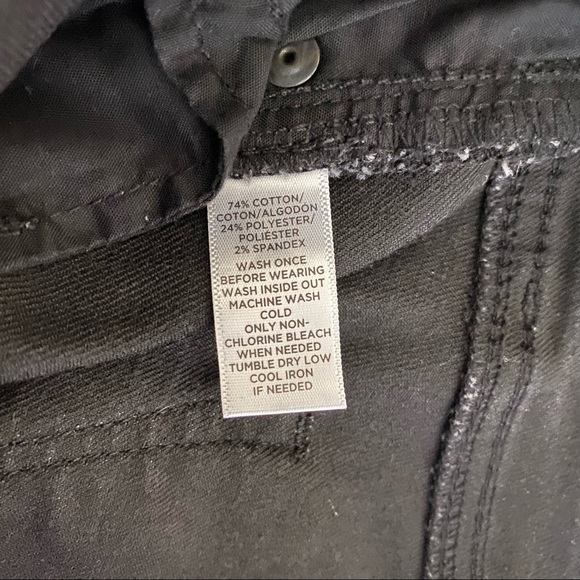 74% COTTON/
COTON/ALGODON
24% POLYESTER/
POLIÉSTER
2% SPANDEX
WASH ONCE
BEFORE WEARING
WASH INSIDE OUT
MACHINE WASH
COLD
ONLY NON-
CHLORINE BLEACH
WHEN NEEDED
TUMBLE DRY LOW
COOL IRON
IF NEEDED